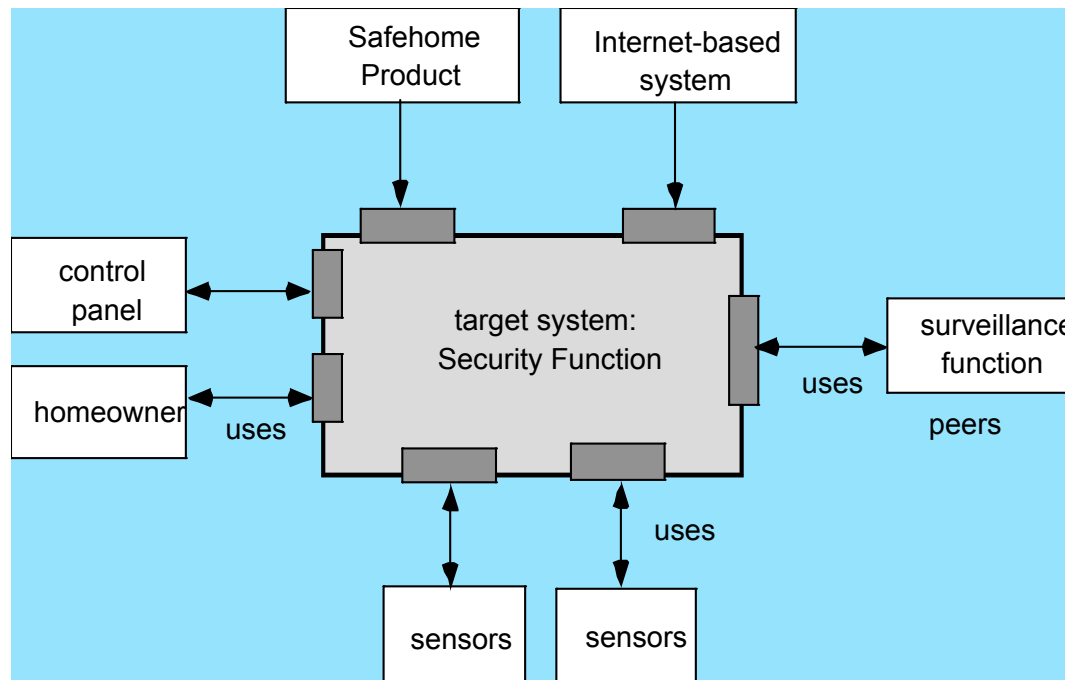 Safehome
Product
Internet-based
system
control
panel
target system:
Security Function
surveillance
function
uses
homeowner
uses
peers
uses
sensors
sensors